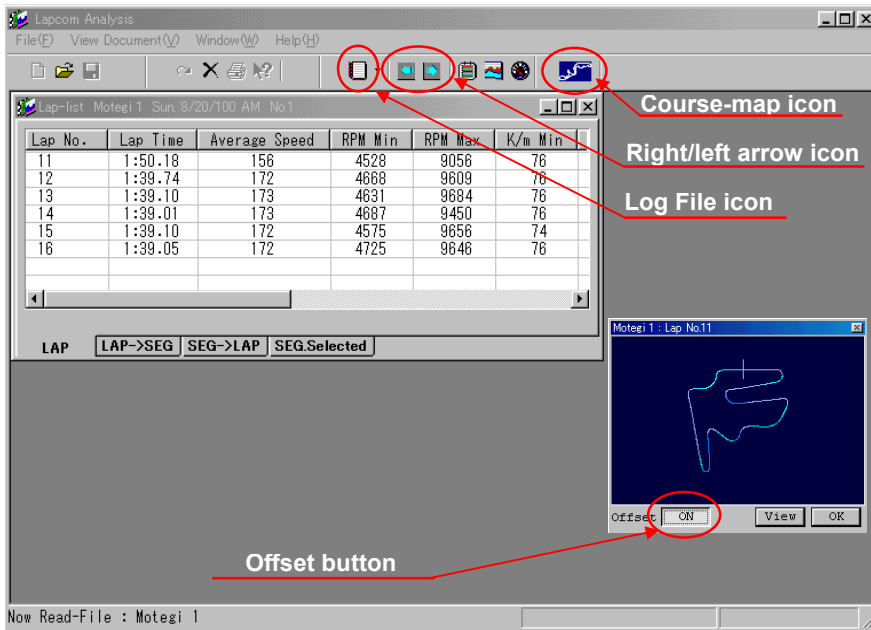 Lapcom Analysis
File(F) View Document(V) Window(W) Help(H)
Lap-list Motegi 1 Sun. 8/20/100 AM No.1
Course-map icon
Lap No. Lap Time Average Speed RPM Min RPM Max K/m Min
11 1:50.18 156 4528 9056 76
Right/left arrow icon
12 1:39.74 172 4668 9609 76
13 1:39.10 173 4631 9684 76
14 1:39.01 173 4687 9450 76
Log File icon
15 1:39.10 172 4575 9656 74
16 1:39.05 172 4725 9646 76
LAP LAP->SEG SEG->LAP SEG.Selected
Motegi 1 : Lap No.11
Offset ON View OK
Offset button
Now Read-File : Motegi 1